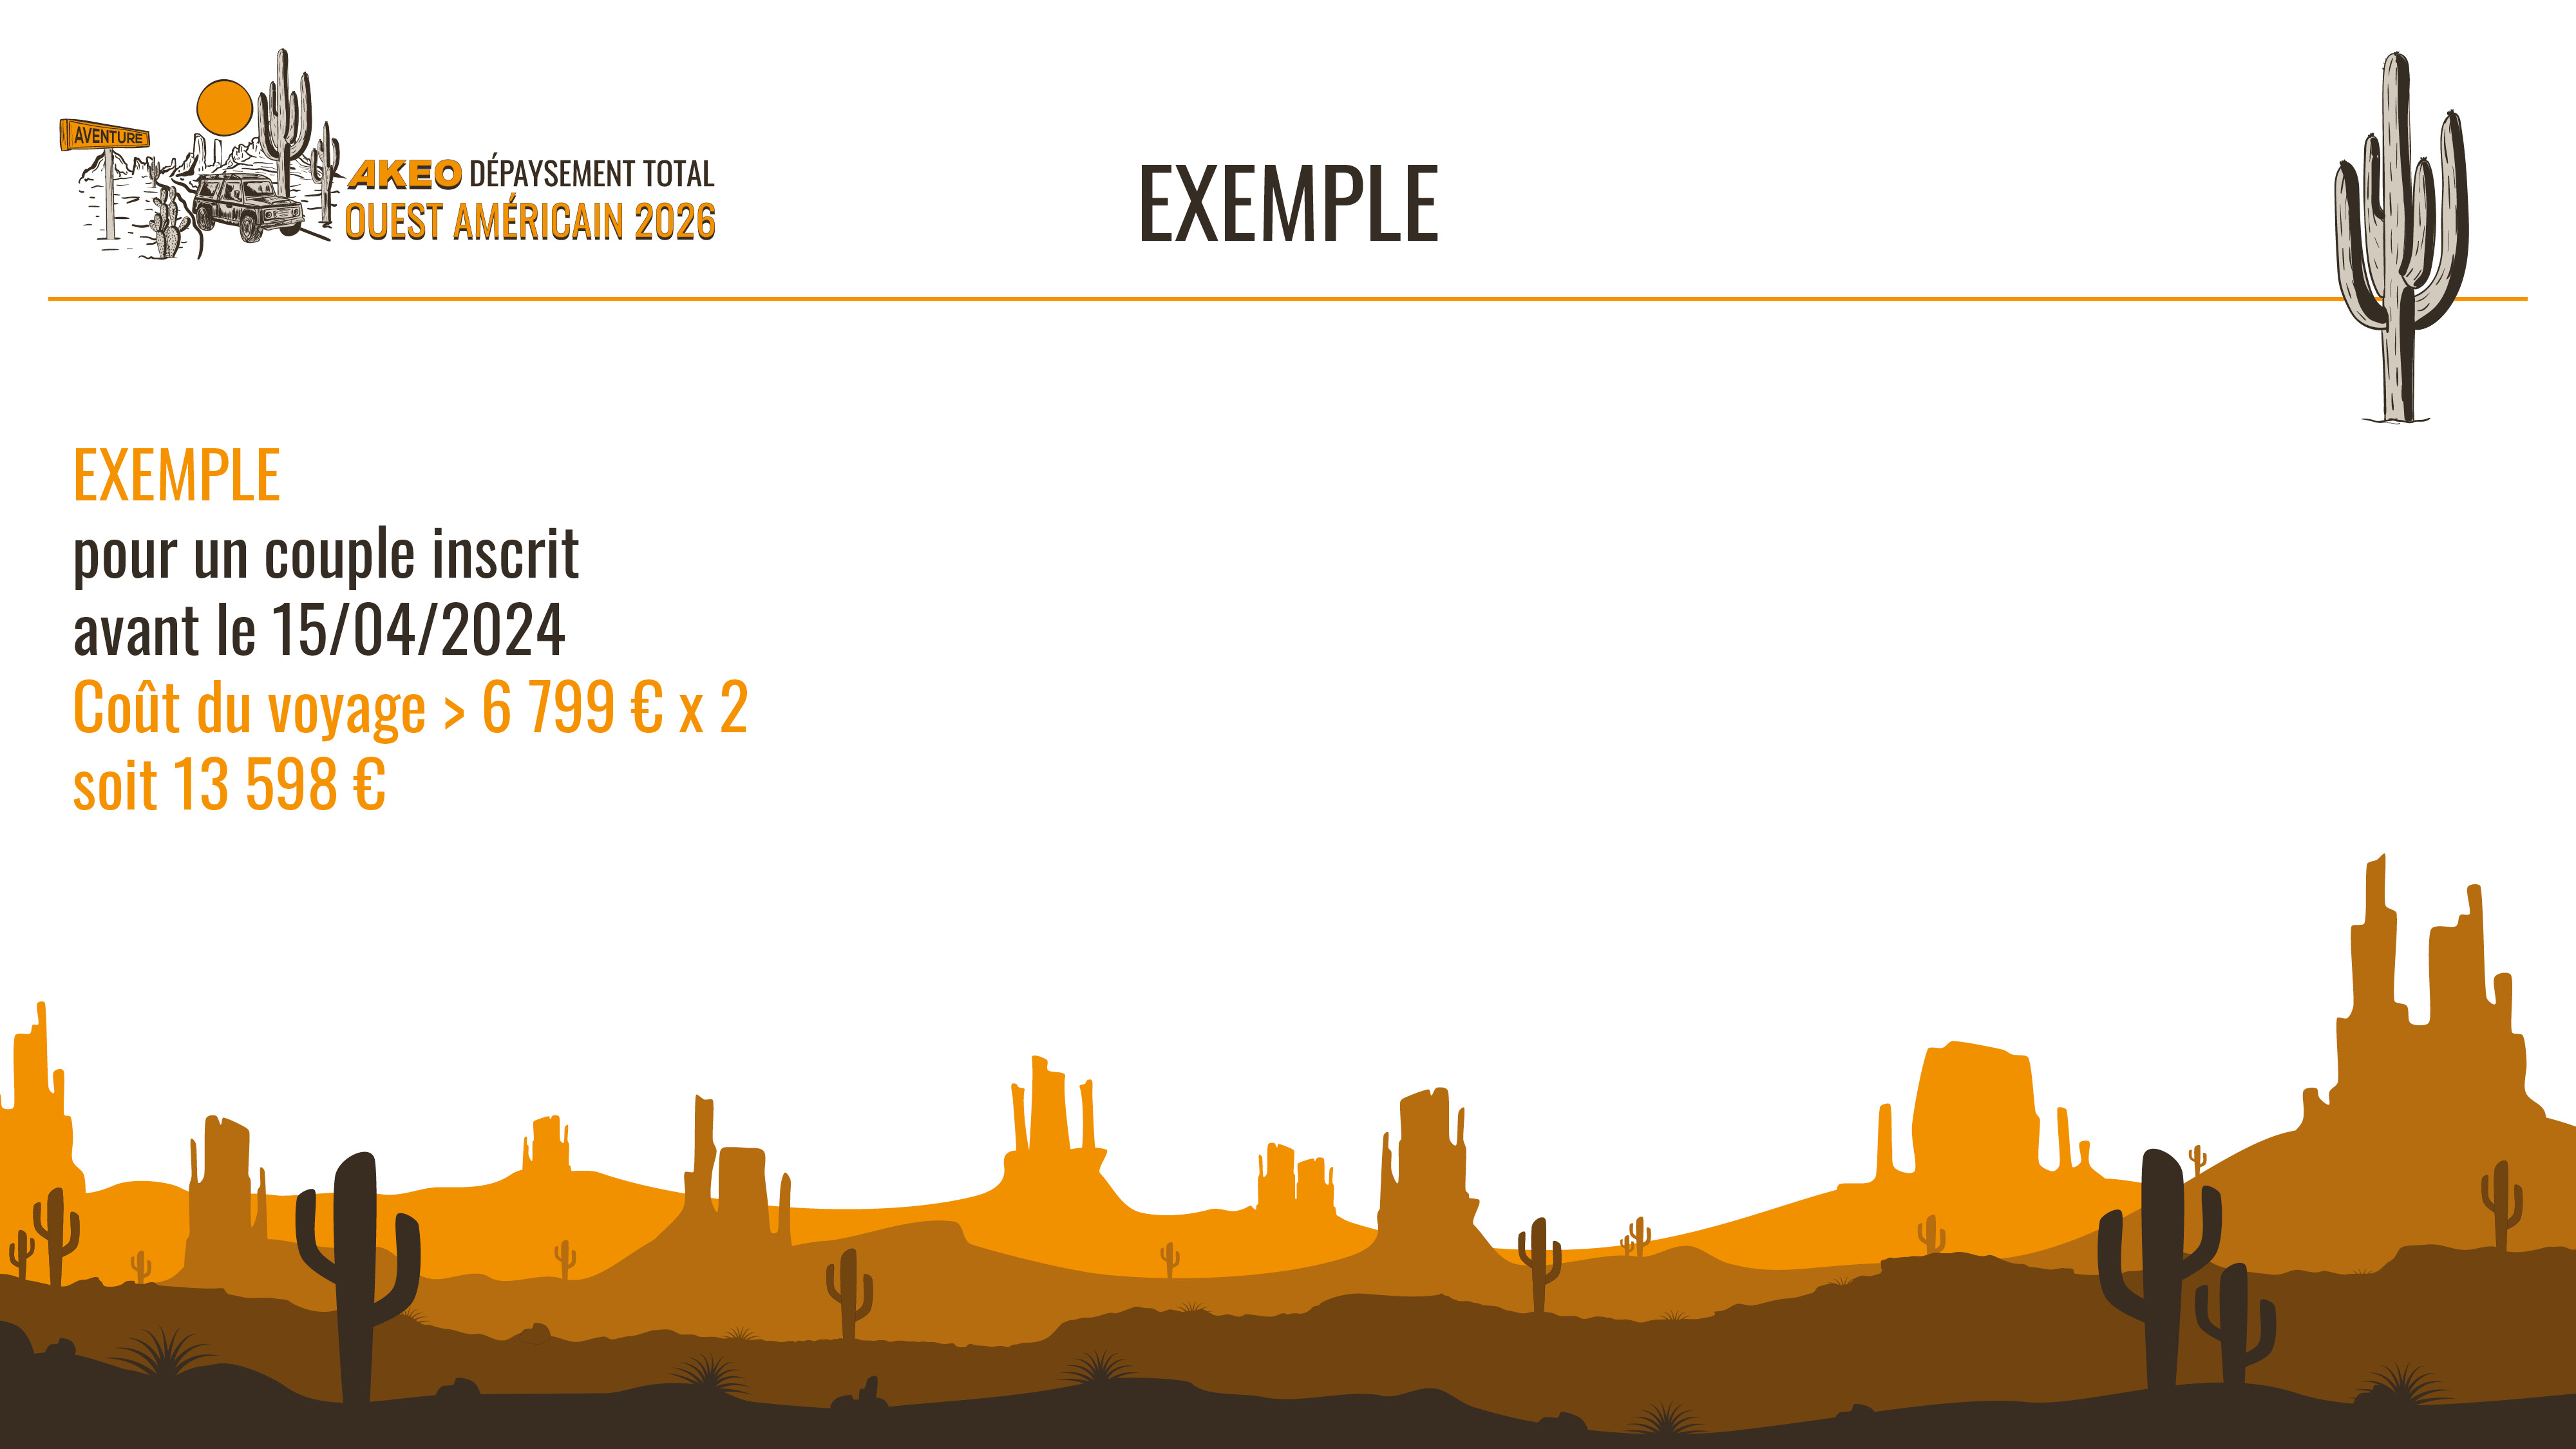 AVENTURE
AKEO DÉPAYSEMENT TOTAL
OUEST AMÉRICAIN 2026
EXEMPLE
EXEMPLE
pour un couple inscrit
avant le 15/04/2024
Coût du voyage > 6 799 € x 2
soit 13 598 €